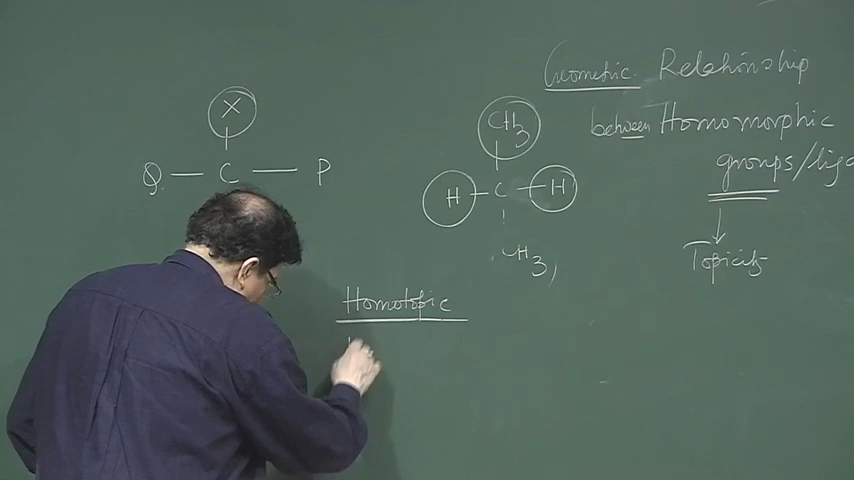 Geometric Relationship
between Homomorphic
groups/liga
Topicity
X
Q — C — P
CH3
H — C — H
CH3,
Homotopic